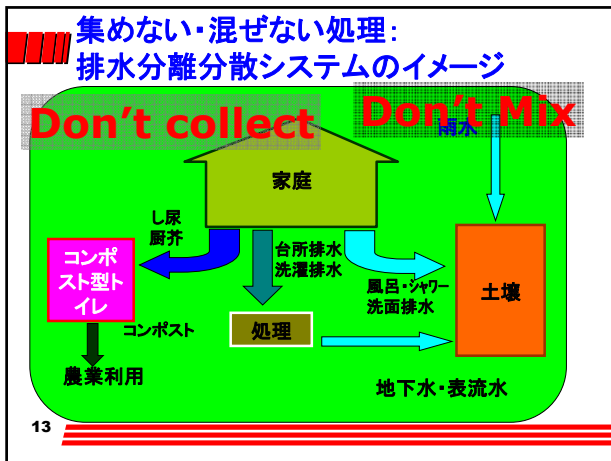 集めない・混ぜない処理：
排水分離分散システムのイメージ
Don't collect
Don't Mix
雨水
家庭
し尿
厨芥
台所排水
洗濯排水
風呂・シャワー
洗面排水
コンポ
スト型ト
イレ
土壌
コンポスト
処理
農業利用
地下水・表流水
13